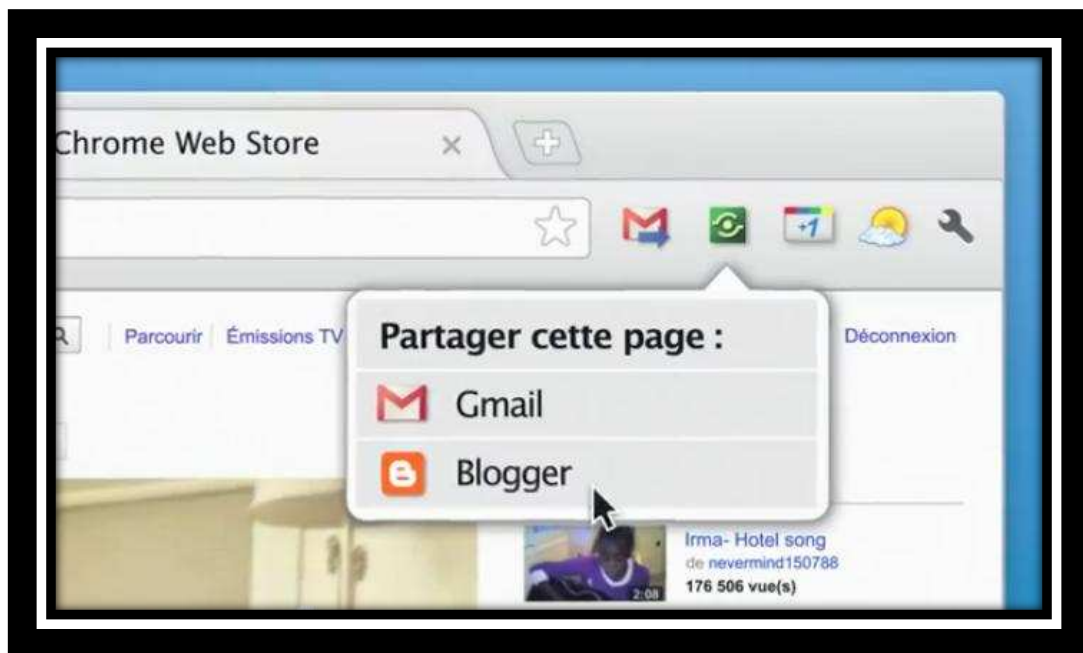 Chrome Web Store
+1
Parcourir Émissions TV Déconnexion
Partager cette page :
Gmail
Blogger
Irma- Hotel song
de nevermind150788
176 506 vue(s)
2:08